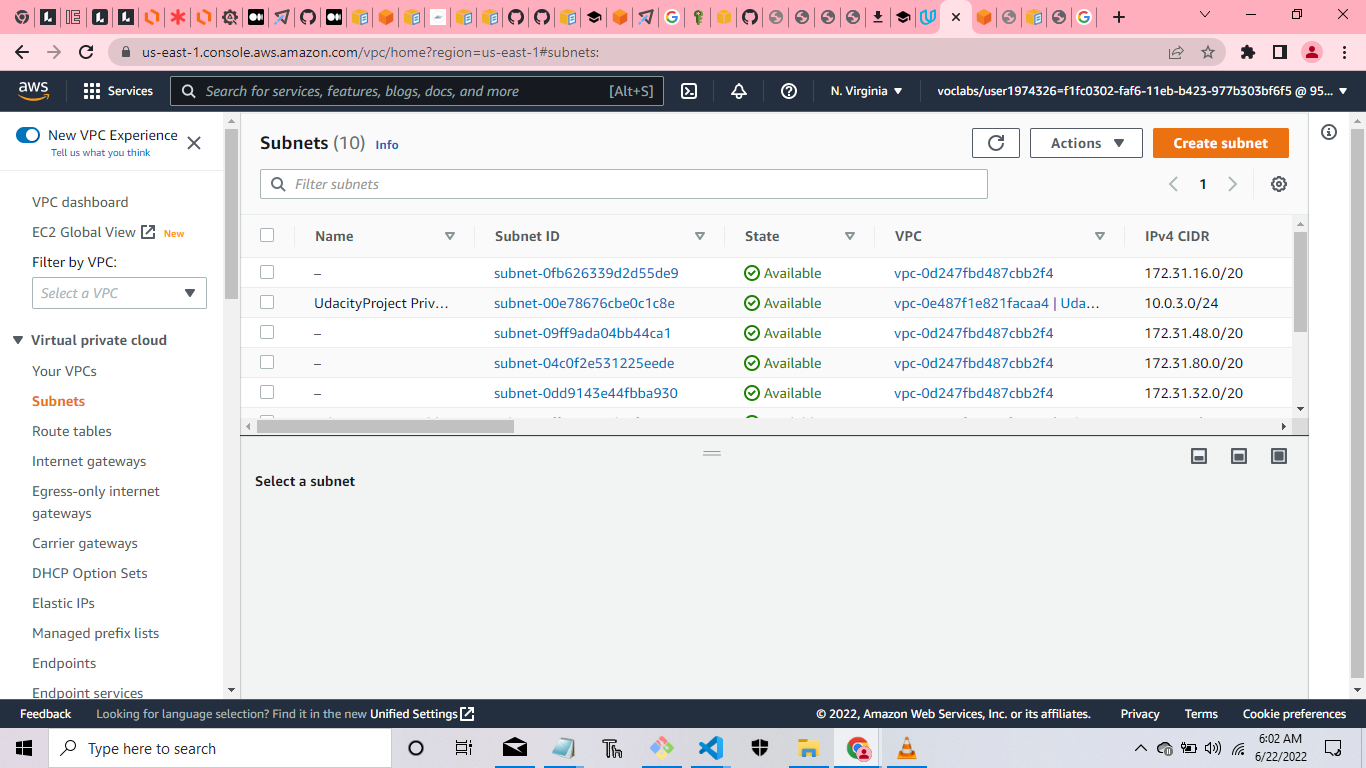 us-east-1.console.aws.amazon.com/vpc/home?region=us-east-1#subnets:
aws
Services
Search for services, features, blogs, docs, and more
[Alt+S]
N. Virginia
voclabs/user1974326=f1fc0302-faf6-11eb-b423-977b303bf6f5 @ 95...
New VPC Experience
Tell us what you think
VPC dashboard
EC2 Global View New
Filter by VPC:
Select a VPC
Virtual private cloud
Your VPCs
Subnets
Route tables
Internet gateways
Egress-only internet
gateways
Carrier gateways
DHCP Option Sets
Elastic IPs
Managed prefix lists
Endpoints
Endpoint services
Subnets (10) Info
Actions
Create subnet
Filter subnets
1
Name Subnet ID State VPC IPv4 CIDR
– subnet-0fb626339d2d55de9 Available vpc-0d247fbd487cbb2f4 172.31.16.0/20
UdacityProject Priv... subnet-00e78676cbe0c1c8e Available vpc-0e487f1e821facaa4 | Uda... 10.0.3.0/24
– subnet-09ff9ada04bb44ca1 Available vpc-0d247fbd487cbb2f4 172.31.48.0/20
– subnet-04c0f2e531225eede Available vpc-0d247fbd487cbb2f4 172.31.80.0/20
– subnet-0dd9143e44fbba930 Available vpc-0d247fbd487cbb2f4 172.31.32.0/20
Select a subnet
Feedback Looking for language selection? Find it in the new Unified Settings
© 2022, Amazon Web Services, Inc. or its affiliates. Privacy Terms Cookie preferences
Type here to search
6:02 AM
6/22/2022